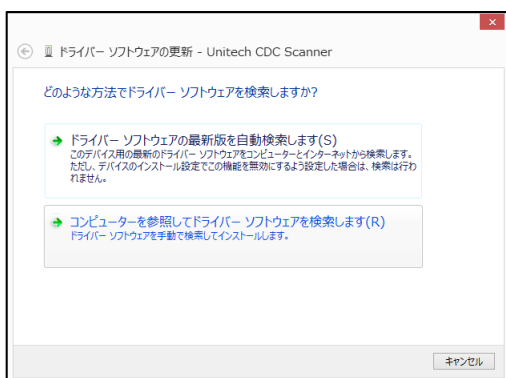 ドライバー ソフトウェアの更新 - Unitech CDC Scanner
どのような方法でドライバー ソフトウェアを検索しますか?
ドライバー ソフトウェアの最新版を自動検索します(S)
このデバイス用の最新のドライバー ソフトウェアをコンピューターとインターネットから検索します。
ただし、デバイスのインストール設定でこの機能を無効にするよう設定した場合は、検索は行わ
れません。
コンピューターを参照してドライバー ソフトウェアを検索します(R)
ドライバー ソフトウェアを手動で検索してインストールします。
キャンセル